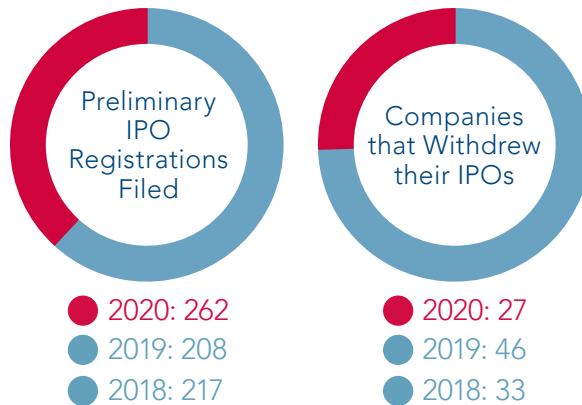 Preliminary
IPO
Registrations
Filed
2020: 262
2019: 208
2018: 217
Companies
that Withdrew
their IPOs
2020: 27
2019: 46
2018: 33